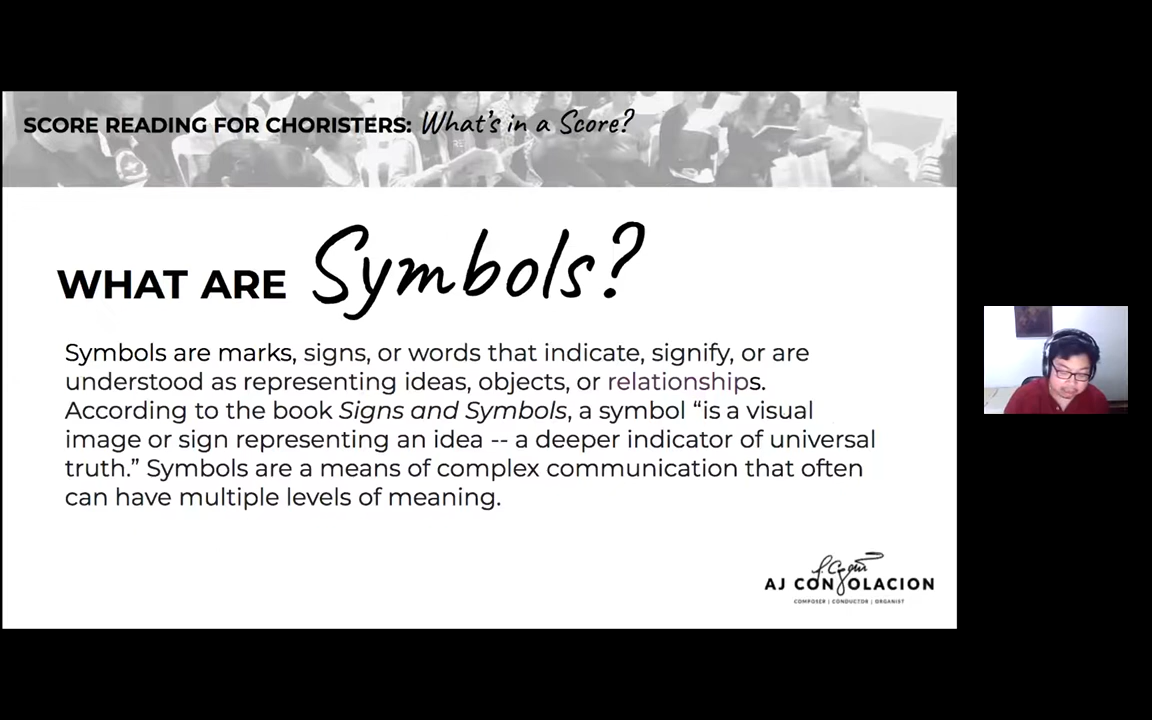 SCORE READING FOR CHORISTERS: What's in a Score?
WHAT ARE Symbols?
Symbols are marks, signs, or words that indicate, signify, or are
understood as representing ideas, objects, or relationships.
According to the book Signs and Symbols, a symbol “is a visual
image or sign representing an idea -- a deeper indicator of universal
truth.” Symbols are a means of complex communication that often
can have multiple levels of meaning.
AJ CONSOLACION
COMPOSER | CONDUCTOR | ORGANIST